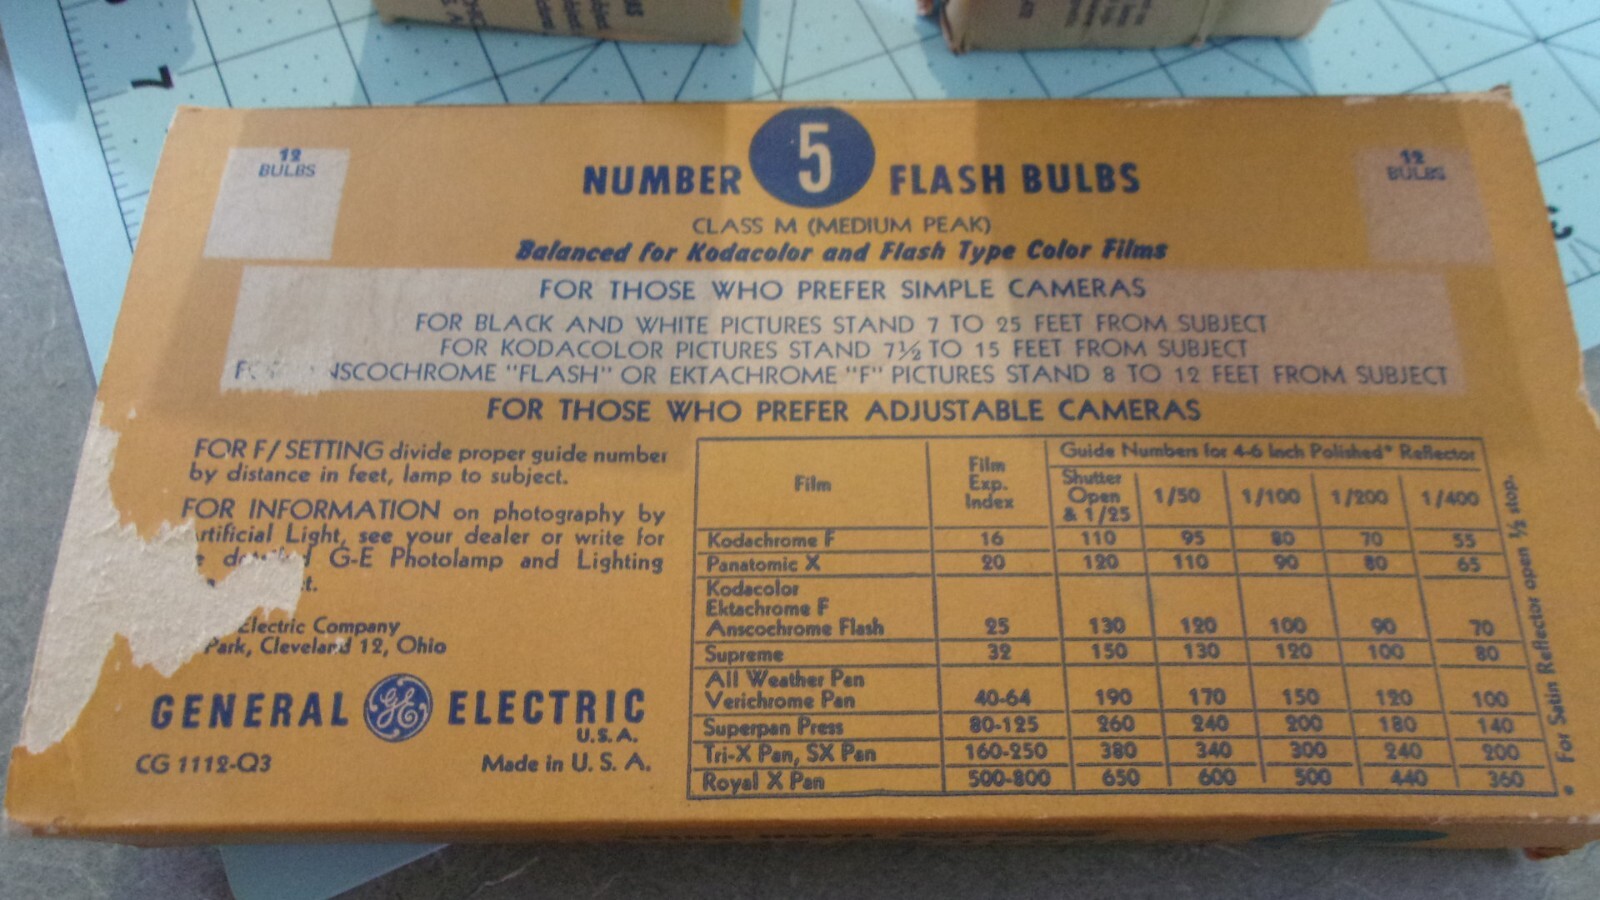 7
12
BULBS
NUMBER 5 FLASH BULBS
12
BULBS
CLASS M (MEDIUM PEAK)
Balanced for Kodacolor and Flash Type Color Films
FOR THOSE WHO PREFER SIMPLE CAMERAS
FOR BLACK AND WHITE PICTURES STAND 7 TO 25 FEET FROM SUBJECT
FOR KODACOLOR PICTURES STAND 7½ TO 15 FEET FROM SUBJECT
NSCOCHROME "FLASH" OR EKTACHROME "F" PICTURES STAND 8 TO 12 FEET FROM SUBJECT
FOR THOSE WHO PREFER ADJUSTABLE CAMERAS
FOR F/ SETTING divide proper guide number
by distance in feet, lamp to subject.
FOR INFORMATION on photography by
rtificial Light, see your dealer or write for
G-E Photolamp and Lighting
t.
Electric Company
Park, Cleveland 12, Ohio
GENERAL GE ELECTRIC
U.S.A.
CG 1112-Q3 Made in U. S. A.
Film Film Exp. Index Guide Numbers for 4-6 Inch Polished* Reflector
Shutter Open & 1/25 1/50 1/100 1/200 1/400
Kodachrome F 16 110 95 80 70 55
Panatomic X 20 120 110 90 80 65
Kodacolor
Ektachrome F
Anscochrome Flash 25 130 120 100 90 70
Supreme 32 150 130 120 100 80
All Weather Pan
Verichrome Pan 40-64 190 170 150 120 100
Superpan Press 80-125 260 240 200 180 140
Tri-X Pan, SX Pan 160-250 380 340 300 240 200
Royal X Pan 500-800 650 600 500 440 360
* For Satin Reflector open ½ stop.